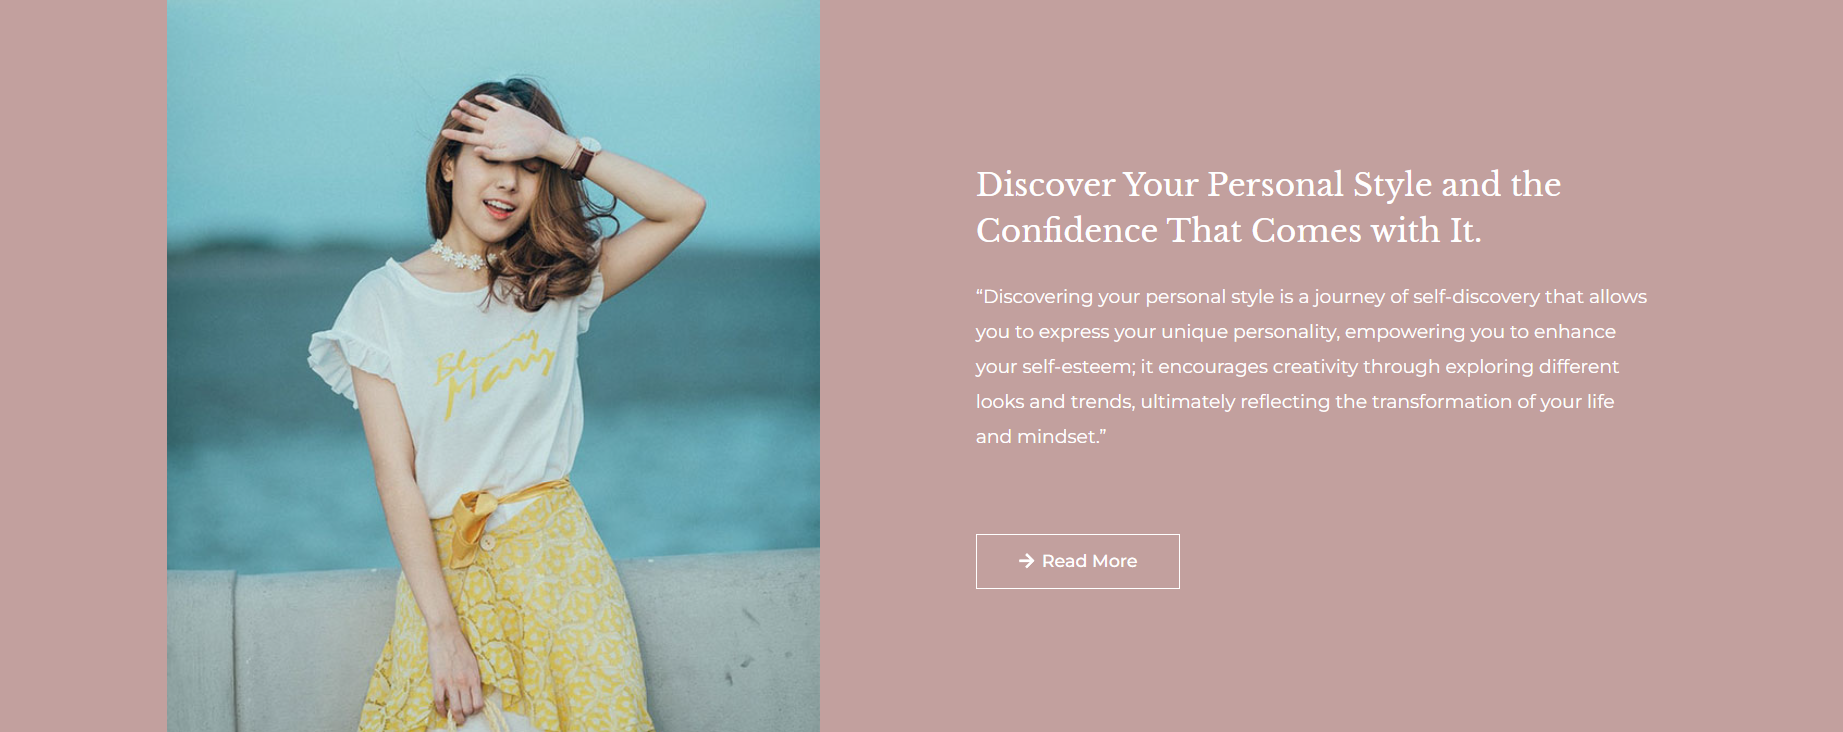 Discover Your Personal Style and the
Confidence That Comes with It.
“Discovering your personal style is a journey of self-discovery that allows
you to express your unique personality, empowering you to enhance
your self-esteem; it encourages creativity through exploring different
looks and trends, ultimately reflecting the transformation of your life
and mindset.”
Read More
Mary